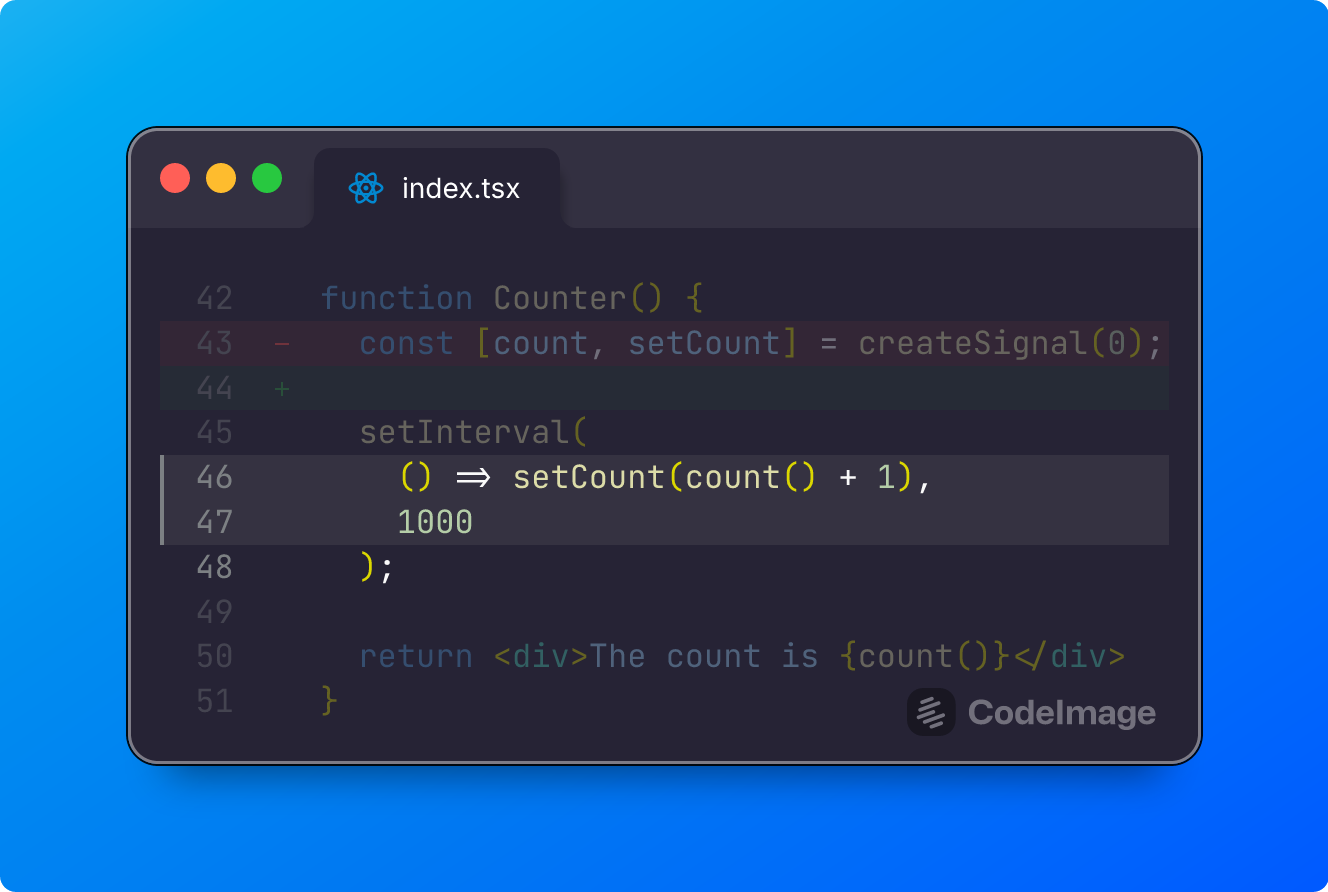 index.tsx
42 function Counter() {
43 - const [count, setCount] = createSignal(0);
44 +
45 setInterval(
46 () => setCount(count() + 1),
47 1000
48 );
49
50 return <div>The count is {count()}</div>
51 }
CodeImage